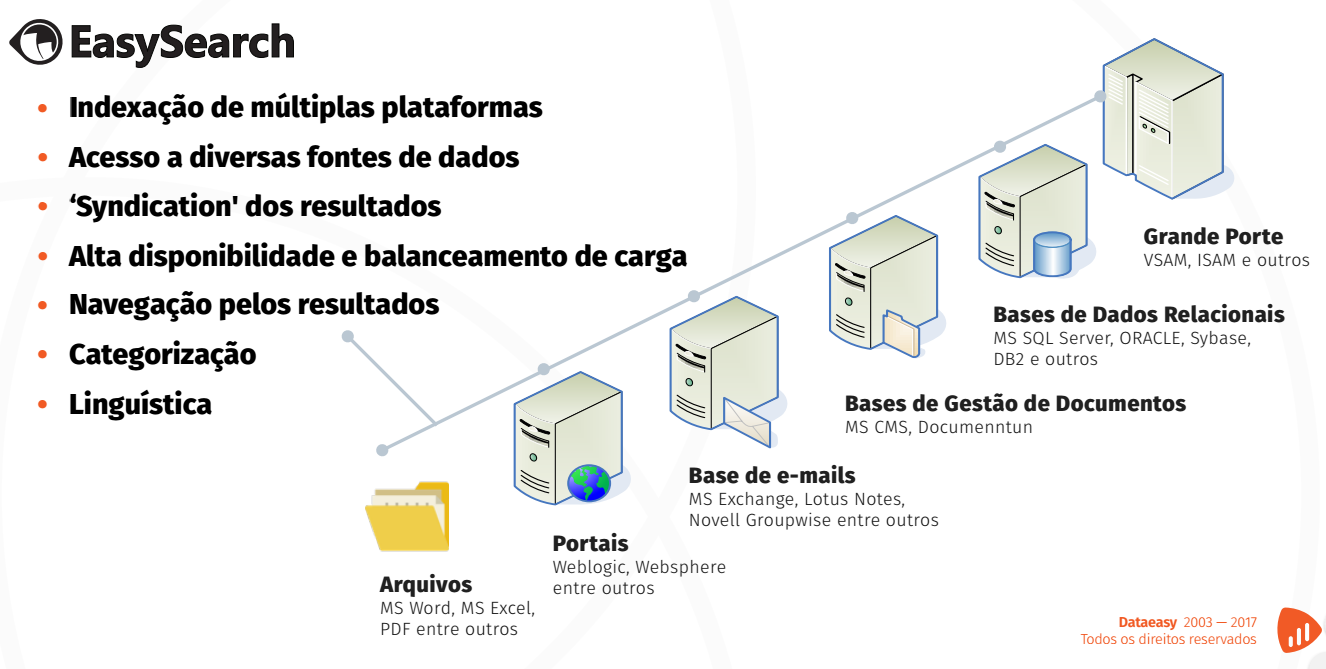 EasySearch
• Indexação de múltiplas plataformas
• Acesso a diversas fontes de dados
• ‘Syndication' dos resultados
• Alta disponibilidade e balanceamento de carga
• Navegação pelos resultados
• Categorização
• Linguística
Grande Porte
VSAM, ISAM e outros
Bases de Dados Relacionais
MS SQL Server, ORACLE, Sybase,
DB2 e outros
Bases de Gestão de Documentos
MS CMS, Documenntun
Base de e-mails
MS Exchange, Lotus Notes,
Novell Groupwise entre outros
Portais
Weblogic, Websphere
entre outros
Arquivos
MS Word, MS Excel,
PDF entre outros
Dataeasy 2003 — 2017
Todos os direitos reservados